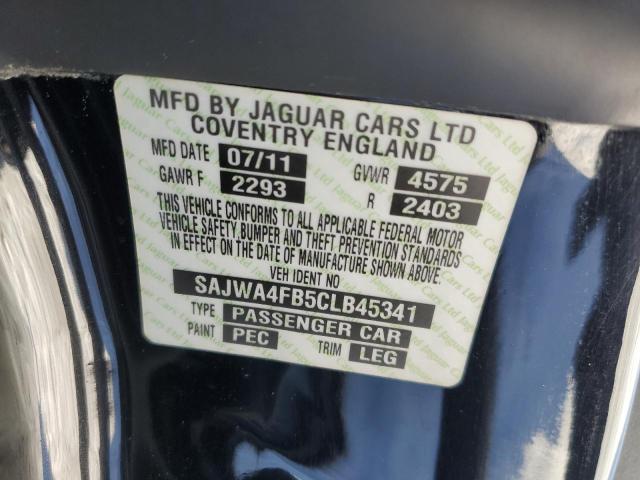 MFD BY JAGUAR CARS LTD
COVENTRY ENGLAND
MFD DATE 07/11 GVWR 4575
GAWR F 2293 R 2403
THIS VEHICLE CONFORMS TO ALL APPLICABLE FEDERAL MOTOR
VEHICLE SAFETY,BUMPER AND THEFT PREVENTION STANDARDS
IN EFFECT ON THE DATE OF MANUFACTURE SHOWN ABOVE.
VEH IDENT NO SAJWA4FB5CLB45341
TYPE PASSENGER CAR
PAINT PEC TRIM LEG